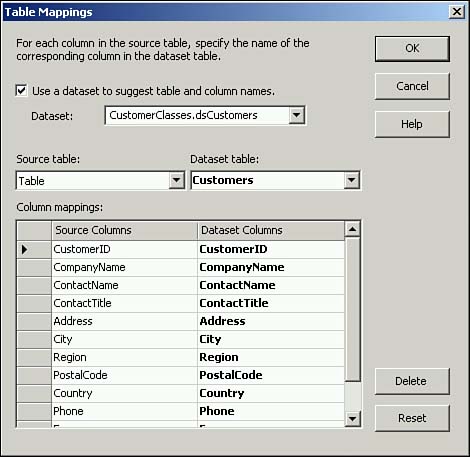 Table Mappings
For each column in the source table, specify the name of the
corresponding column in the dataset table.
OK
Use a dataset to suggest table and column names.
Cancel
Dataset: CustomerClasses.dsCustomers
Help
Source table: Dataset table:
Table Customers
Column mappings:
Source Columns Dataset Columns
CustomerID CustomerID
CompanyName CompanyName
ContactName ContactName
ContactTitle ContactTitle
Address Address
City City
Region Region
PostalCode PostalCode
Country Country
Delete
Phone Phone
Reset